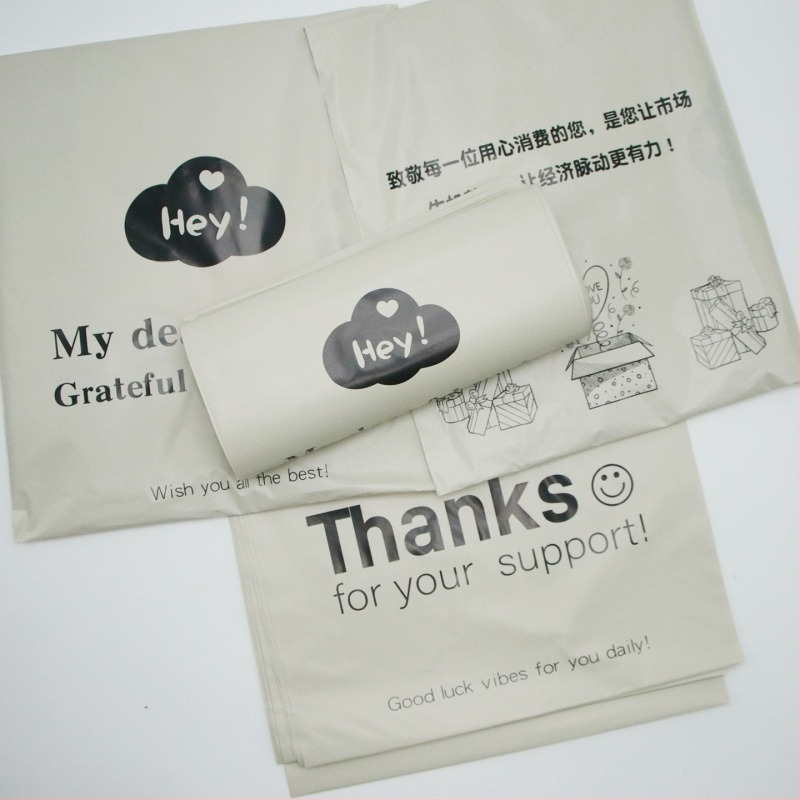 Hey!
My
Grateful
Wish you all the best!
致敬每一位用心消费的您，是您让市场
让经济脉动更有力！
LOVE
YOU
Hey!
Thanks
for your support!
Good luck vibes for you daily!